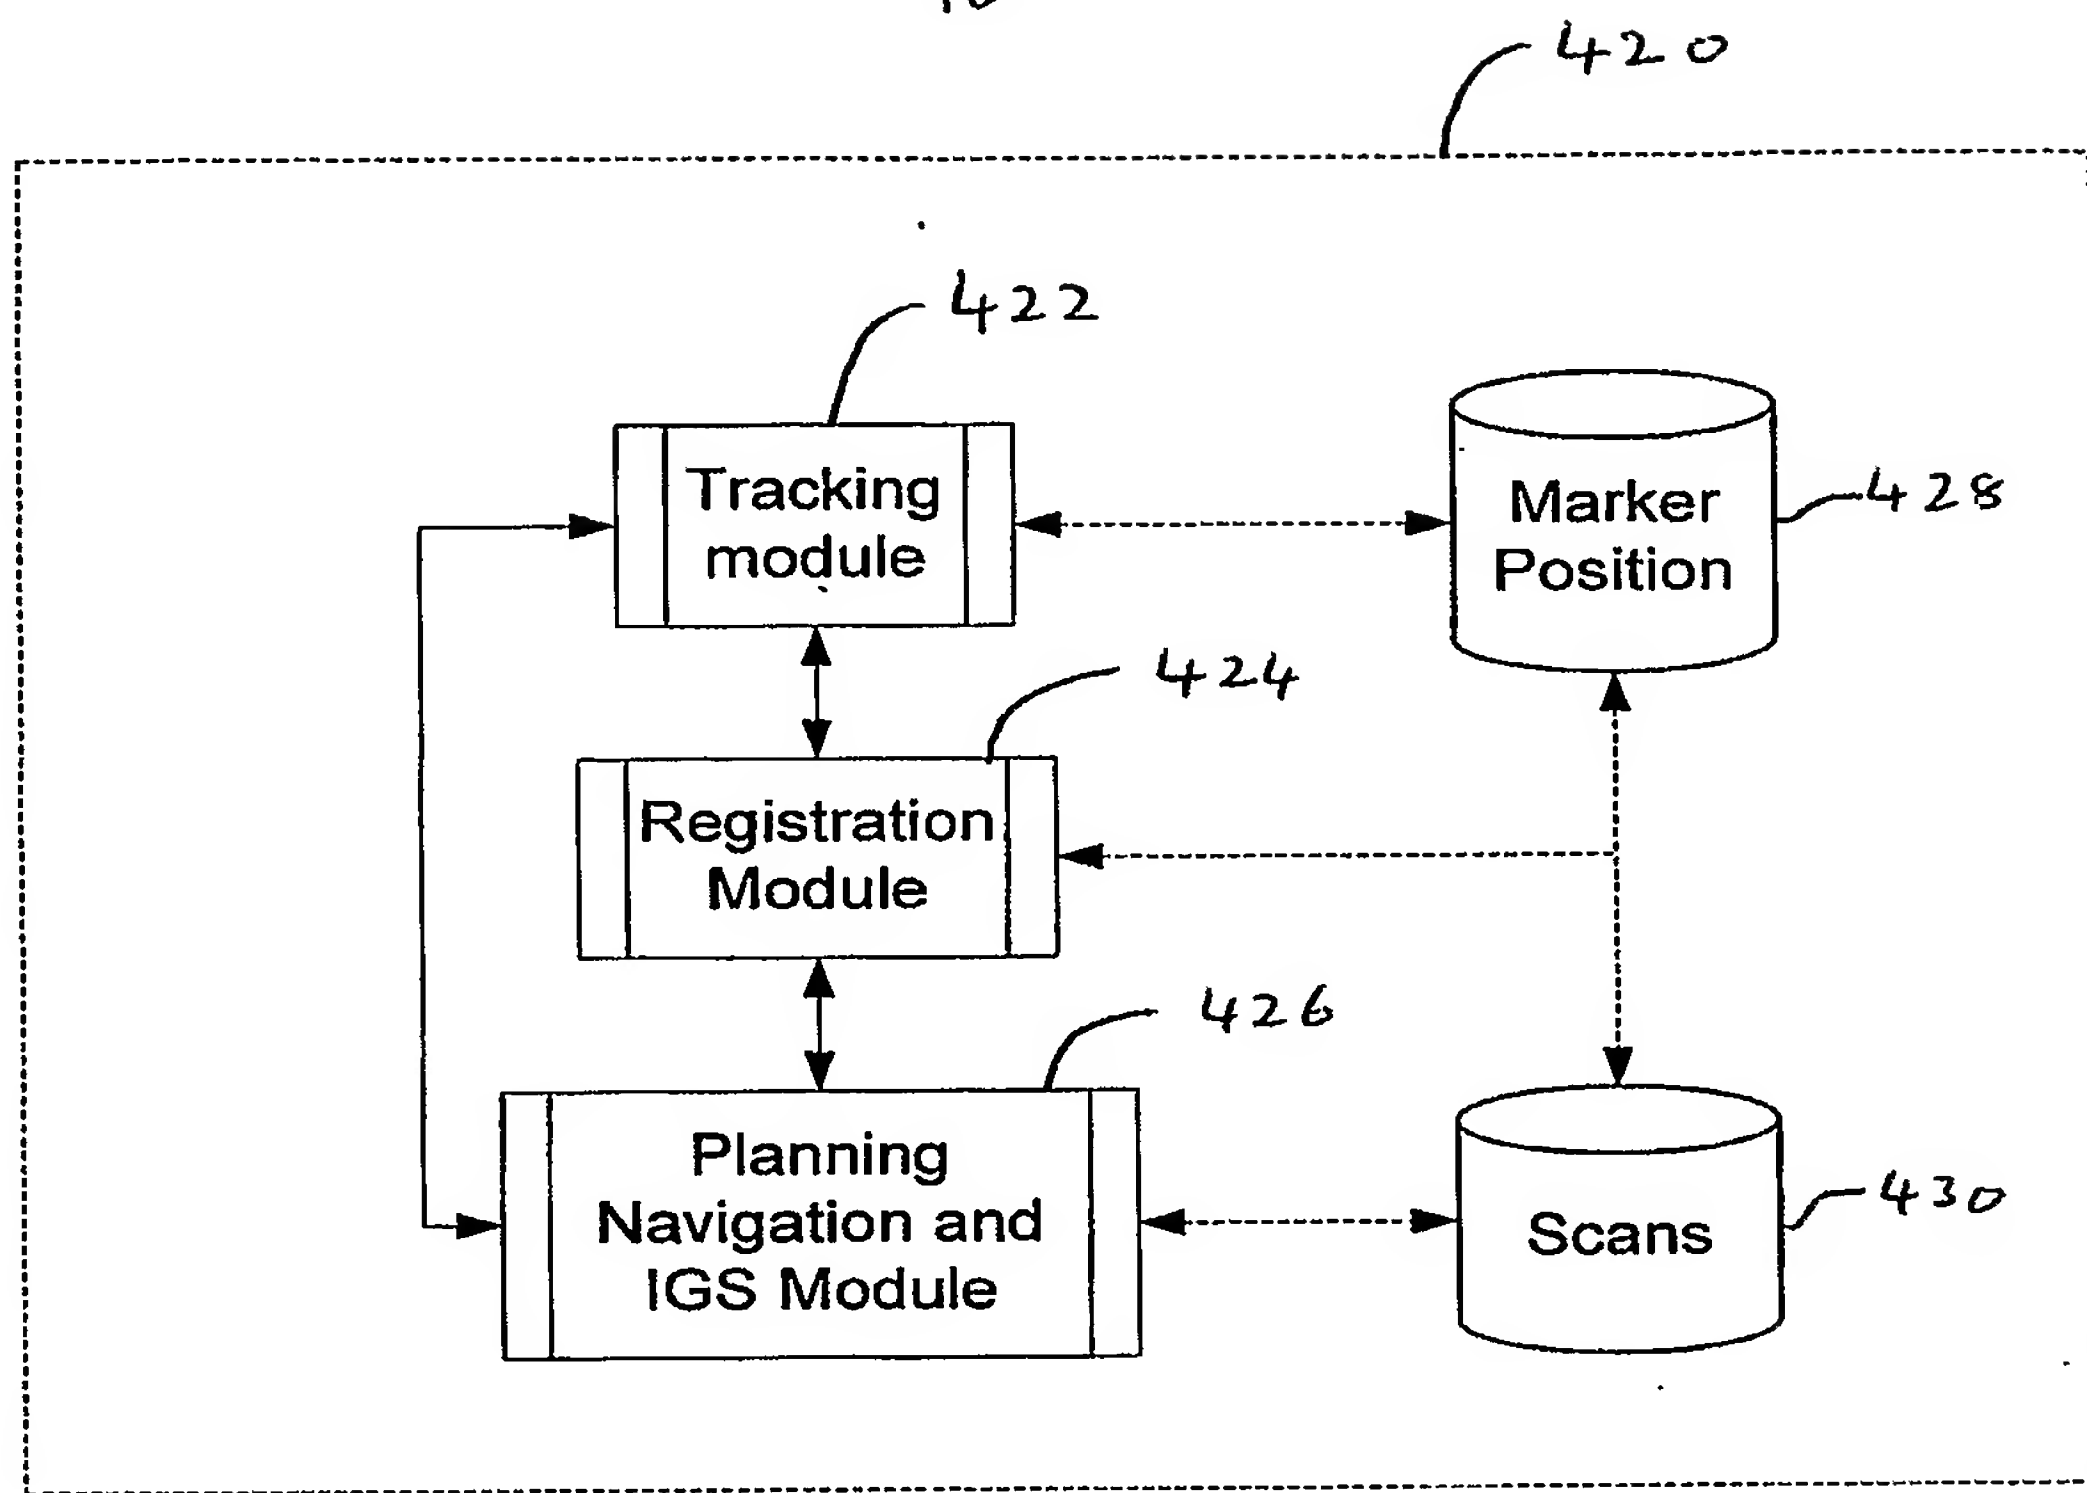 420
422
Tracking
module
Marker
Position
428
424
Registration
Module
426
Planning
Navigation and
IGS Module
Scans
430